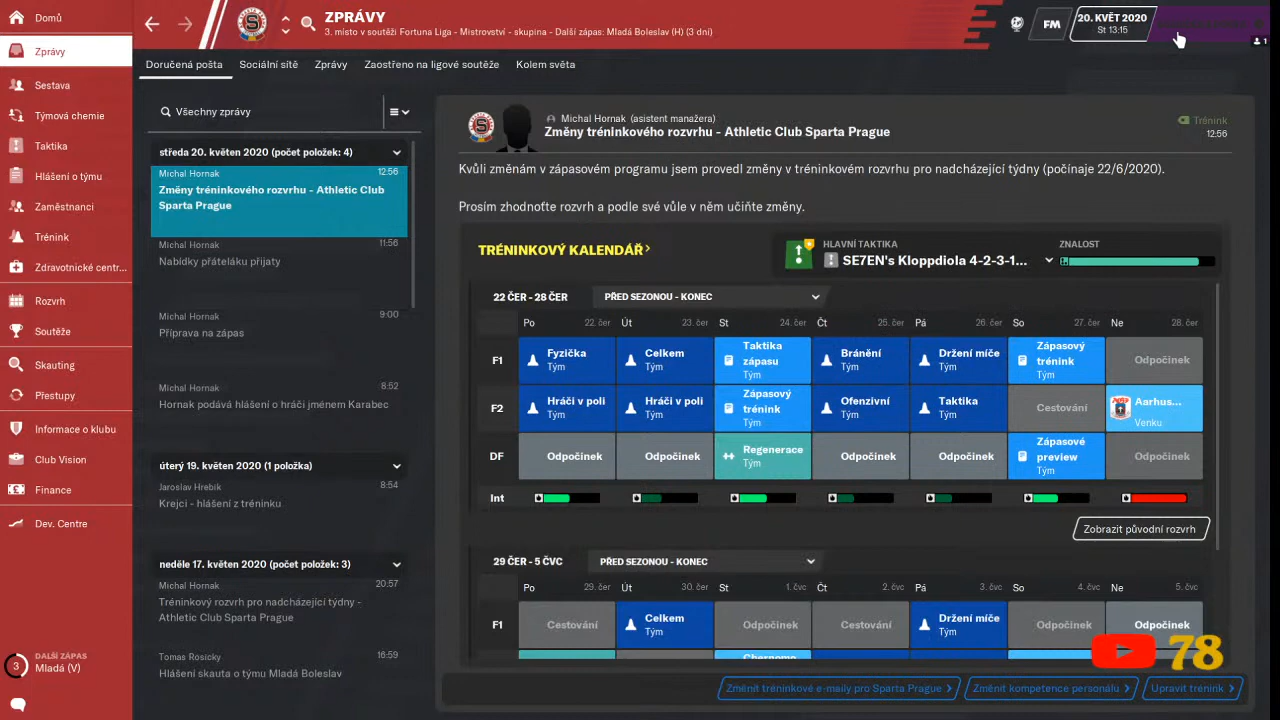 Domů
ZPRÁVY
3. místo v soutěži Fortuna Liga - Mistrovství - skupina - Další zápas: Mladá Boleslav (H) (3 dní)
FM
20. KVĚT 2020
St 13:15
1
Zprávy
Sestava
Týmová chemie
Taktika
Hlášení o týmu
Zaměstnanci
Trénink
Zdravotnické centr...
Rozvrh
Soutěže
Skauting
Přestupy
Informace o klubu
Club Vision
Finance
Dev. Centre
3
DALŠÍ ZÁPAS
Mladá (V)
Doručená pošta Sociální sítě Zprávy Zaostřeno na ligové soutěže Kolem světa
Všechny zprávy
středa 20. květen 2020 (počet položek: 4)
Michal Hornak 12:56
Změny tréninkového rozvrhu - Athletic Club
Sparta Prague
Michal Hornak 11:56
Nabídky přáteláku přijaty
Michal Hornak 9:00
Příprava na zápas
Michal Hornak 8:52
Hornak podává hlášení o hráči jménem Karabec
úterý 19. květen 2020 (1 položka)
Jaroslav Hrebik 8:54
Krejci - hlášení z tréninku
neděle 17. květen 2020 (počet položek: 3)
Michal Hornak 20:57
Tréninkový rozvrh pro nadcházející týdny -
Athletic Club Sparta Prague
Tomas Rosicky 16:59
Hlášení skauta o týmu Mladá Boleslav
Michal Hornak (asistent manažera)
Změny tréninkového rozvrhu - Athletic Club Sparta Prague
Trénink
12:56
Kvůli změnám v zápasovém programu jsem provedl změny v tréninkovém rozvrhu pro nadcházející týdny (počínaje 22/6/2020).
Prosím zhodnoťte rozvrh a podle své vůle v něm učiňte změny.
TRÉNINKOVÝ KALENDÁŘ
HLAVNÍ TAKTIKA
SE7EN's Kloppdiola 4-2-3-1...
ZNALOST
22 ČER - 28 ČER PŘED SEZONOU - KONEC
Po 22. čer Út 23. čer St 24. čer Čt 25. čer Pá 26. čer So 27. čer Ne 28. čer
F1 Fyzička Tým Celkem Tým Taktika zápasu Tým Bránění Tým Držení míče Tým Zápasový trénink Tým Odpočinek
F2 Hráči v poli Tým Hráči v poli Tým Zápasový trénink Tým Ofenzivní Tým Taktika Tým Cestování Aarhus... Venku
DF Odpočinek Odpočinek Regenerace Tým Odpočinek Odpočinek Zápasové preview Tým Odpočinek
Int
Zobrazit původní rozvrh
29 ČER - 5 ČVC PŘED SEZONOU - KONEC
Po 29. čer Út 30. čer St 1. čvc Čt 2. čvc Pá 3. čvc So 4. čvc Ne 5. čvc
F1 Cestování Celkem Tým Odpočinek Cestování Držení míče Tým Odpočinek Odpočinek
78
Změnit tréninkové e-maily pro Sparta Prague
Změnit kompetence personálu
Upravit trénink